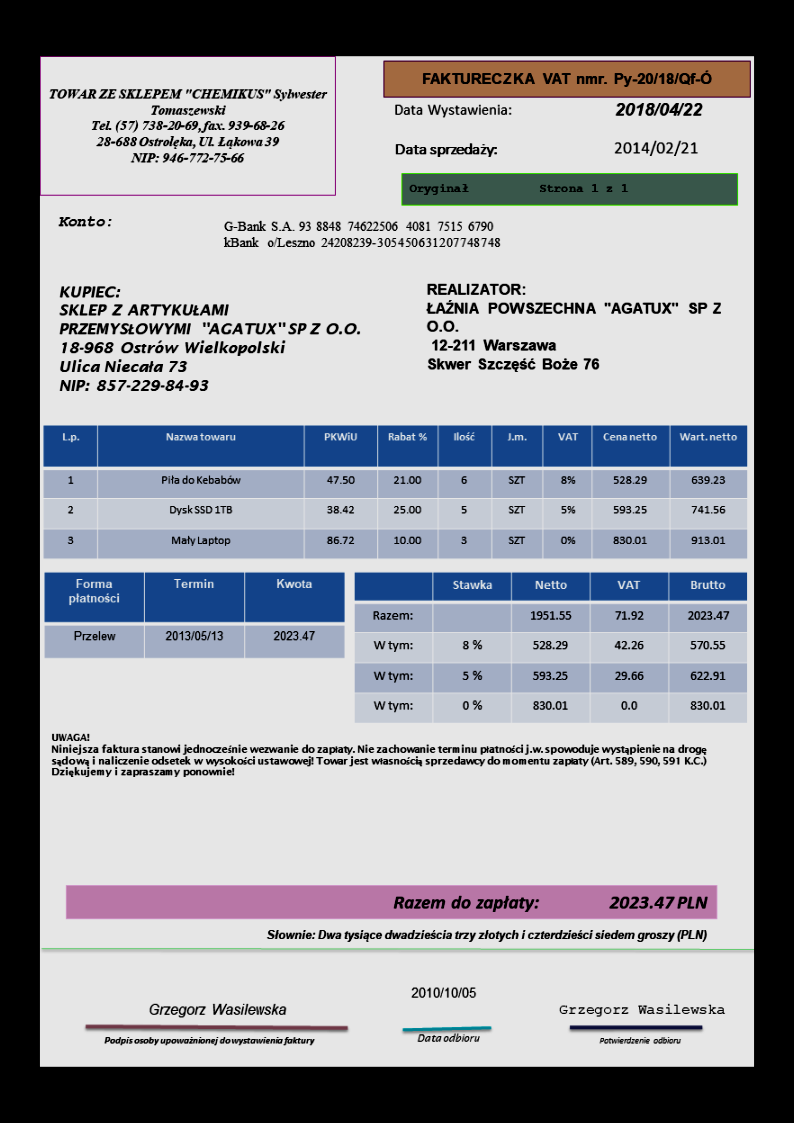 TOWAR ZE SKLEPEM "CHEMIKUS" Sylwester
Tomaszewski
Tel. (57) 738-20-69, fax. 939-68-26
28-688 Ostrołęka, Ul. Łąkowa 39
NIP: 946-772-75-66
FAKTURECZKA VAT nmr. Py-20/18/Qf-Ó
Data Wystawienia: 2018/04/22
Data sprzedaży: 2014/02/21
Oryginał Strona 1 z 1
Konto: G-Bank S.A. 93 8848 74622506 4081 7515 6790
kBank o/Leszno 24208239-305450631207748748
KUPIEC:
SKLEP Z ARTYKUŁAMI
PRZEMYSŁOWYMI "AGATUX" SP Z O.O.
18-968 Ostrów Wielkopolski
Ulica Niecała 73
NIP: 857-229-84-93
REALIZATOR:
ŁAŹNIA POWSZECHNA "AGATUX" SP Z
O.O.
12-211 Warszawa
Skwer Szczęść Boże 76
L.p. Nazwa towaru PKWiU Rabat % Ilość J.m. VAT Cena netto Wart. netto
1 Piła do Kebabów 47.50 21.00 6 SZT 8% 528.29 639.23
2 Dysk SSD 1TB 38.42 25.00 5 SZT 5% 593.25 741.56
3 Mały Laptop 86.72 10.00 3 SZT 0% 830.01 913.01
Forma płatności Termin Kwota
Przelew 2013/05/13 2023.47
Stawka Netto VAT Brutto
Razem: 1951.55 71.92 2023.47
W tym: 8 % 528.29 42.26 570.55
W tym: 5 % 593.25 29.66 622.91
W tym: 0 % 830.01 0.0 830.01
UWAGA!
Niniejsza faktura stanowi jednocześnie wezwanie do zapłaty. Nie zachowanie terminu płatności j.w. spowoduje wystąpienie na drogę
sądową i naliczenie odsetek w wysokości ustawowej! Towar jest własnością sprzedawcy do momentu zapłaty (Art. 589, 590, 591 K.C.)
Dziękujemy i zapraszamy ponownie!
Razem do zapłaty: 2023.47 PLN
Słownie: Dwa tysiące dwadzieścia trzy złotych i czterdzieści siedem groszy (PLN)
Grzegorz Wasilewska
Podpis osoby upoważnionej do wystawienia faktury
2010/10/05
Data odbioru
Grzegorz Wasilewska
Potwierdzenie odbioru